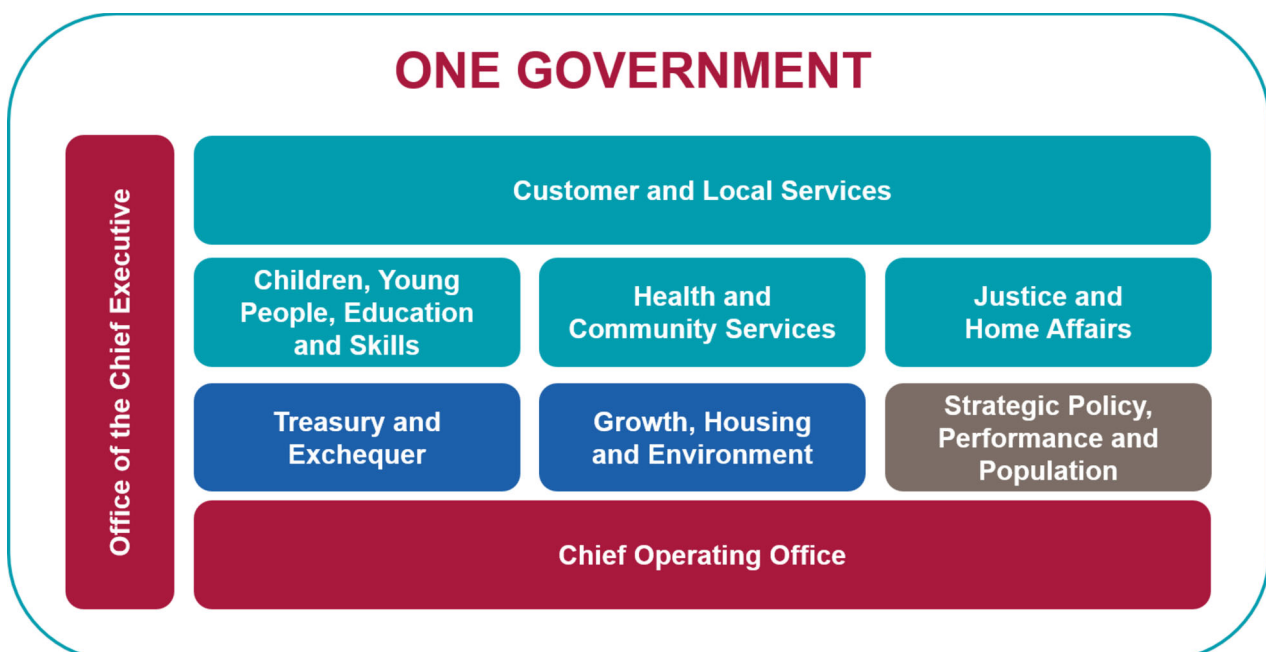 ONE GOVERNMENT
Office of the Chief Executive
Customer and Local Services
Children, Young
People, Education
and Skills
Health and
Community Services
Justice and
Home Affairs
Treasury and
Exchequer
Growth, Housing
and Environment
Strategic Policy,
Performance and
Population
Chief Operating Office